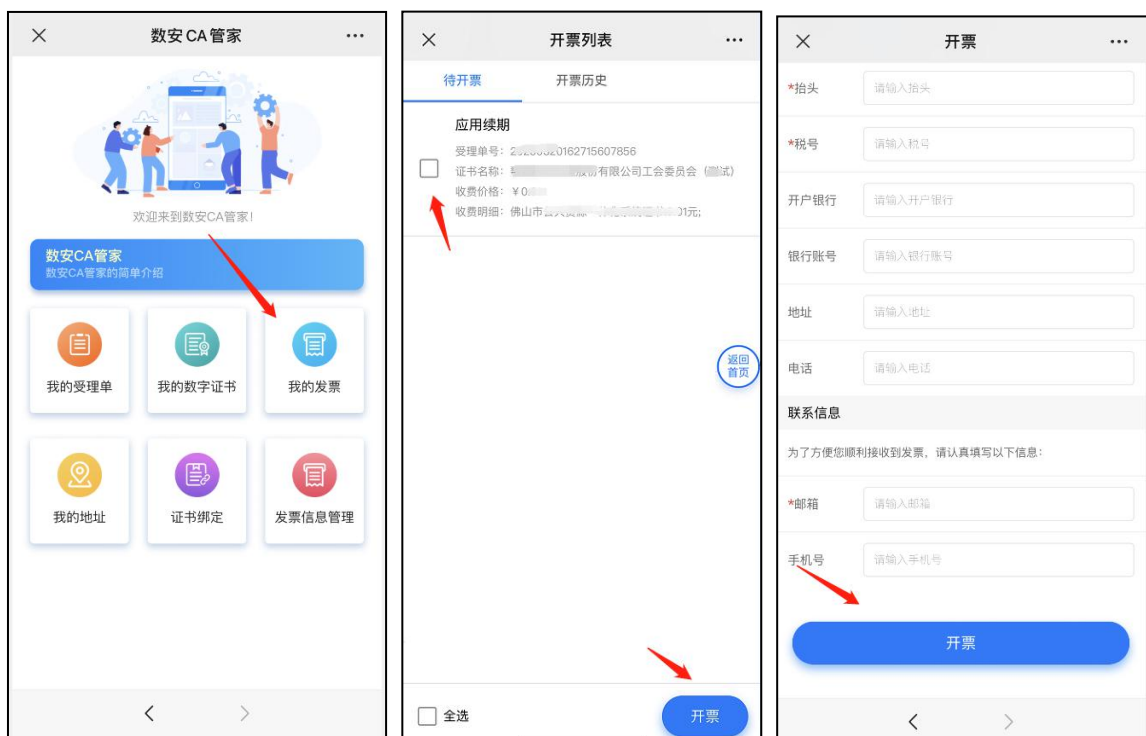 数安CA管家
欢迎来到数安CA管家!
数安CA管家
数安CA管家的简单介绍
我的受理单
我的数字证书
我的发票
我的地址
证书绑定
发票信息管理
开票列表
待开票
开票历史
应用续期
受理单号: 20162715607856
证书名称: 份有限公司工会委员会 ( 试)
收费价格: ¥0
收费明细: 佛山市 01元;
返回
首页
全选
开票
开票
*抬头
请输入抬头
*税号
请输入税号
开户银行
请输入开户银行
银行账号
请输入银行账号
地址
请输入地址
电话
请输入电话
联系信息
为了方便您顺利接收到发票, 请认真填写以下信息:
*邮箱
请输入邮箱
手机号
请输入手机号
开票